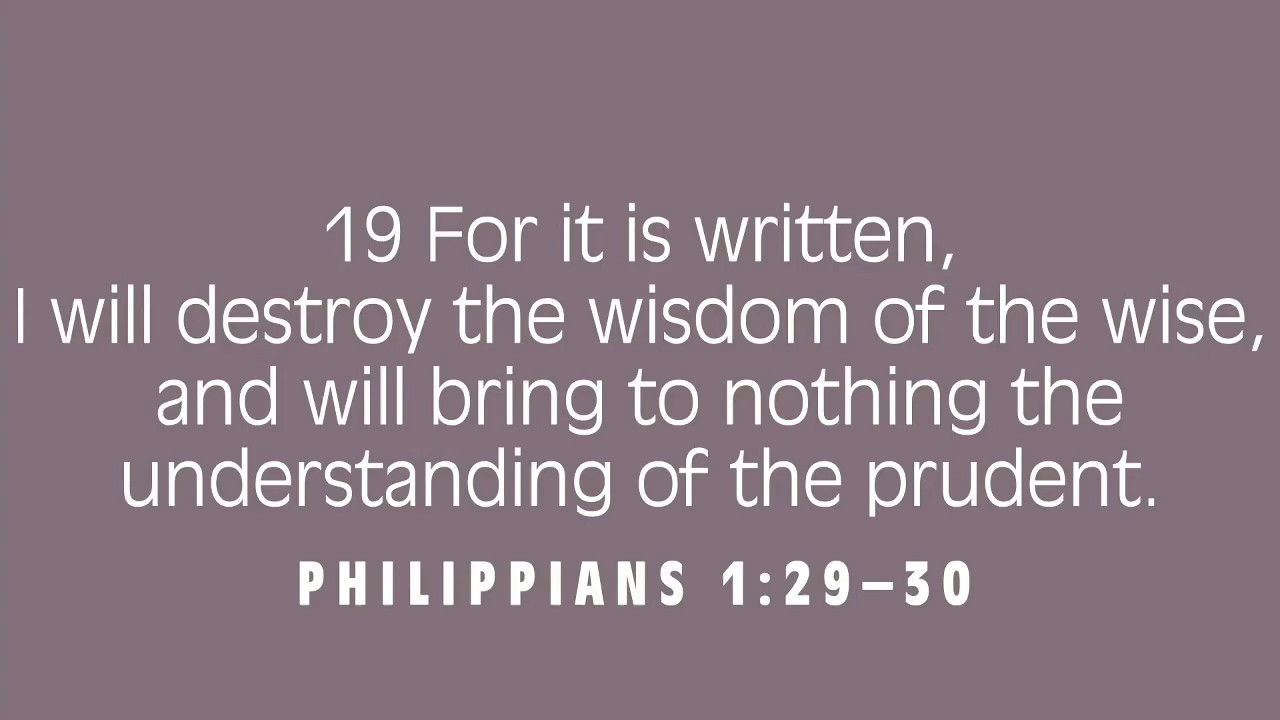 19 For it is written,
I will destroy the wisdom of the wise,
and will bring to nothing the
understanding of the prudent.
PHILIPPIANS 1:29–30